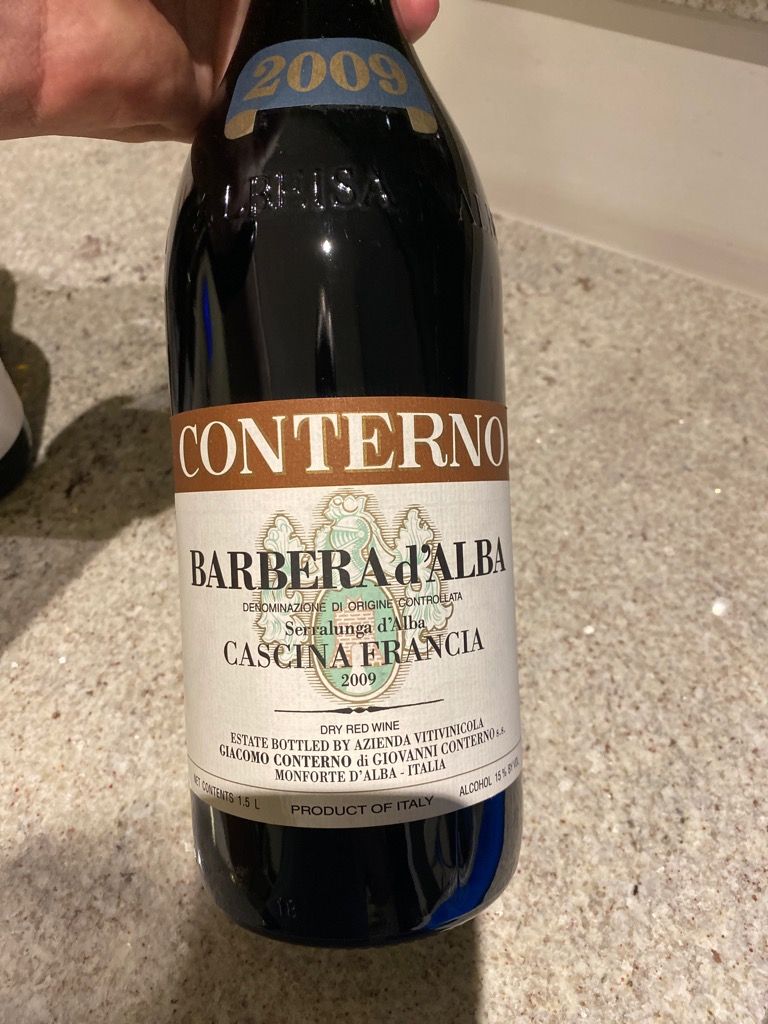 2009
ALBEISA
CONTERNO
BARBERA d'ALBA
DENOMINAZIONE DI ORIGINE CONTROLLATA
Serralunga d'Alba
CASCINA FRANCIA
2009
DRY RED WINE
ESTATE BOTTLED BY AZIENDA VITIVINICOLA
GIACOMO CONTERNO di GIOVANNI CONTERNO s.s.
MONFORTE D'ALBA - ITALIA
NET CONTENTS 1.5 L
PRODUCT OF ITALY
ALCOHOL 15 % BY VOL.